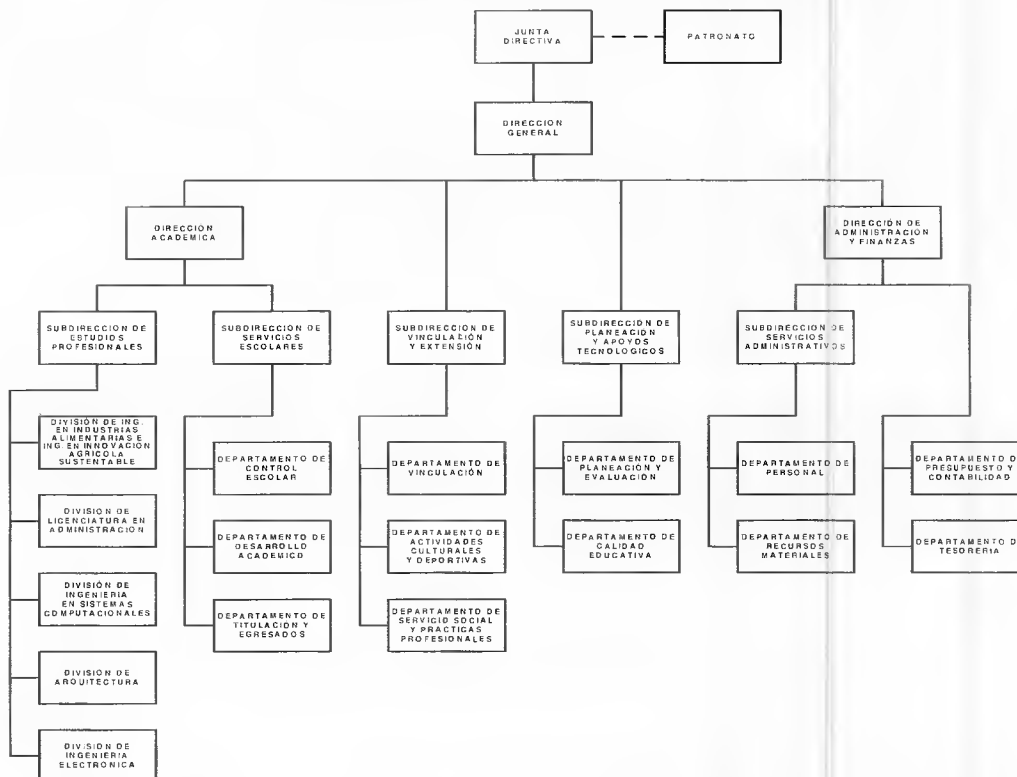 JUNTA
DIRECTIVA
PATRONATO
DIRECCION
GENERAL
DIRECCION
ACADEMICA
DIRECCIÓN DE
ADMINISTRACION
Y FINANZAS
SUBDIRECCION DE
ESTUDIOS
PROFESIONALES
SUBDIRECCION DE
SERVICIOS
ESCOLARES
SUBDIRECCION DE
VINCULACION
Y EXTENSIÓN
SUBDIRECCION DE
PLANEACION
Y APOYOS
TECNOLOGICOS
SUBDIRECCION DE
SERVICIOS
ADMINISTRATIVOS
DIVISIÓN DE ING.
EN INDUSTRIAS
ALIMENTARIAS E
ING. EN INNOVACION
AGRICOLA
SUSTENTABLE
DIVISION DE
LICENCIATURA EN
ADMINISTRACION
DIVISIÓN DE
INGENIERIA
EN SISTEMAS
COMPUTACIONALES
DIVISION DE
ARQUITECTURA
DIVISION DE
INGENIERIA
ELECTRONICA
DEPARTAMENTO DE
CONTROL
ESCOLAR
DEPARTAMENTO DE
DESARROLLO
ACADEMICO
DEPARTAMENTO DE
TITULACION Y
EGRESADOS
DEPARTAMENTO DE
VINCULACIÓN
DEPARTAMENTO DE
ACTIVIDADES
CULTURALES
Y DEPORTIVAS
DEPARTAMENTO DE
SERVICIO SOCIAL
Y PRACTICAS
PROFESIONALES
DEPARTAMENTO DE
PLANEACION Y
EVALUACIÓN
DEPARTAMENTO DE
CALIDAD
EDUCATIVA
DEPARTAMENTO DE
PERSONAL
DEPARTAMENTO DE
RECURSOS
MATERIALES
DEPARTAMENTO DE
PRESUPUESTO Y
CONTABILIDAD
DEPARTAMENTO DE
TESORERIA